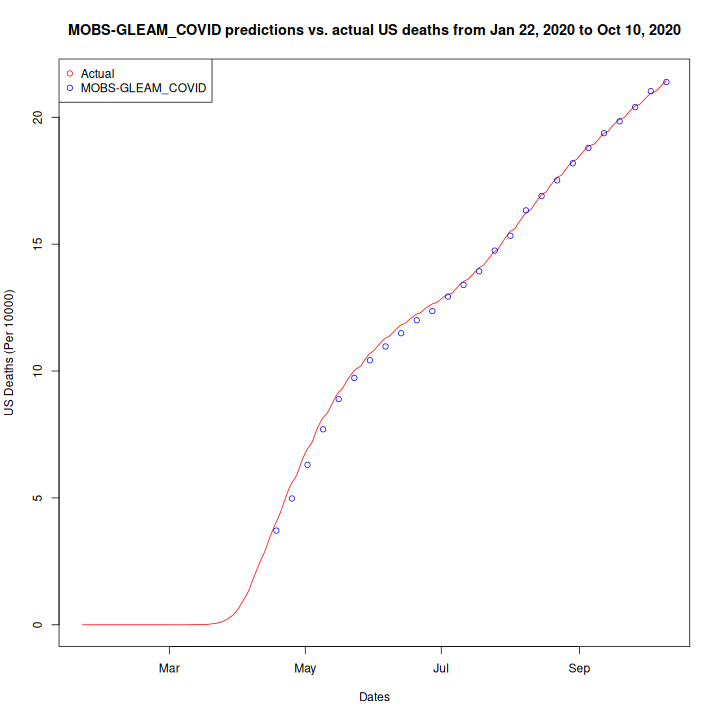 MOBS-GLEAM_COVID predictions vs. actual US deaths from Jan 22, 2020 to Oct 10, 2020
Actual
MOBS-GLEAM_COVID
20
15
10
5
0
US Deaths (Per 10000)
Mar
May
Jul
Sep
Dates